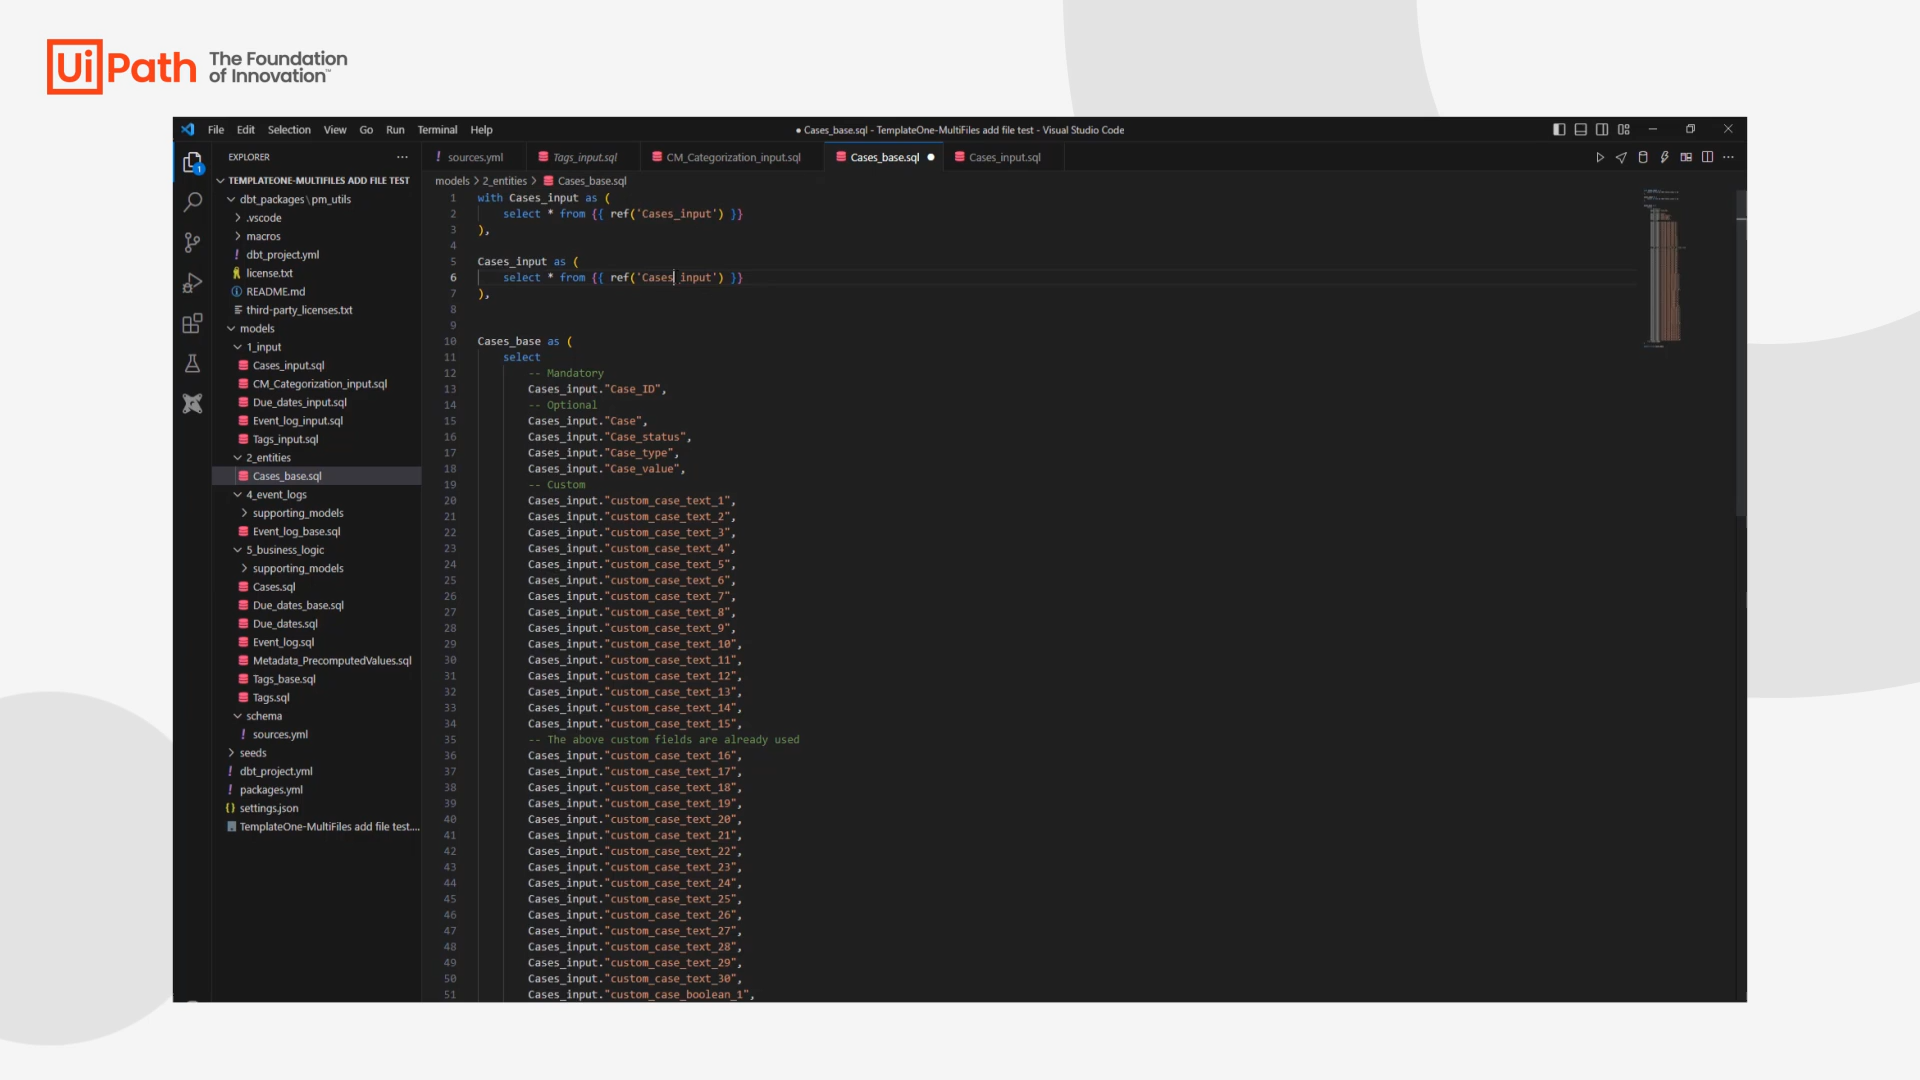 UiPath The Foundation
of Innovation™
File Edit Selection View Go Run Terminal Help
● Cases_base.sql - TemplateOne-MultiFiles add file test - Visual Studio Code
EXPLORER
sources.yml
Tags_input.sql
CM_Categorization_input.sql
Cases_base.sql
Cases_input.sql
models > 2_entities > Cases_base.sql
TEMPLATEONE-MULTIFILES ADD FILE TEST
dbt_packages \ pm_utils
.vscode
macros
dbt_project.yml
license.txt
README.md
third-party_licenses.txt
models
1_input
Cases_input.sql
CM_Categorization_input.sql
Due_dates_input.sql
Event_log_input.sql
Tags_input.sql
2_entities
Cases_base.sql
4_event_logs
supporting_models
Event_log_base.sql
5_business_logic
supporting_models
Cases.sql
Due_dates_base.sql
Due_dates.sql
Event_log.sql
Metadata_PrecomputedValues.sql
Tags_base.sql
Tags.sql
schema
sources.yml
seeds
dbt_project.yml
packages.yml
settings.json
TemplateOne-MultiFiles add file test....
1 with Cases_input as (
2 select * from {{ ref('Cases_input') }}
3 ),
4
5 Cases_input as (
6 select * from {{ ref('Cases_input') }}
7 ),
8
9
10 Cases_base as (
11 select
12 -- Mandatory
13 Cases_input."Case_ID",
14 -- Optional
15 Cases_input."Case",
16 Cases_input."Case_status",
17 Cases_input."Case_type",
18 Cases_input."Case_value",
19 -- Custom
20 Cases_input."custom_case_text_1",
21 Cases_input."custom_case_text_2",
22 Cases_input."custom_case_text_3",
23 Cases_input."custom_case_text_4",
24 Cases_input."custom_case_text_5",
25 Cases_input."custom_case_text_6",
26 Cases_input."custom_case_text_7",
27 Cases_input."custom_case_text_8",
28 Cases_input."custom_case_text_9",
29 Cases_input."custom_case_text_10",
30 Cases_input."custom_case_text_11",
31 Cases_input."custom_case_text_12",
32 Cases_input."custom_case_text_13",
33 Cases_input."custom_case_text_14",
34 Cases_input."custom_case_text_15",
35 -- The above custom fields are already used
36 Cases_input."custom_case_text_16",
37 Cases_input."custom_case_text_17",
38 Cases_input."custom_case_text_18",
39 Cases_input."custom_case_text_19",
40 Cases_input."custom_case_text_20",
41 Cases_input."custom_case_text_21",
42 Cases_input."custom_case_text_22",
43 Cases_input."custom_case_text_23",
44 Cases_input."custom_case_text_24",
45 Cases_input."custom_case_text_25",
46 Cases_input."custom_case_text_26",
47 Cases_input."custom_case_text_27",
48 Cases_input."custom_case_text_28",
49 Cases_input."custom_case_text_29",
50 Cases_input."custom_case_text_30",
51 Cases_input."custom_case_boolean_1",